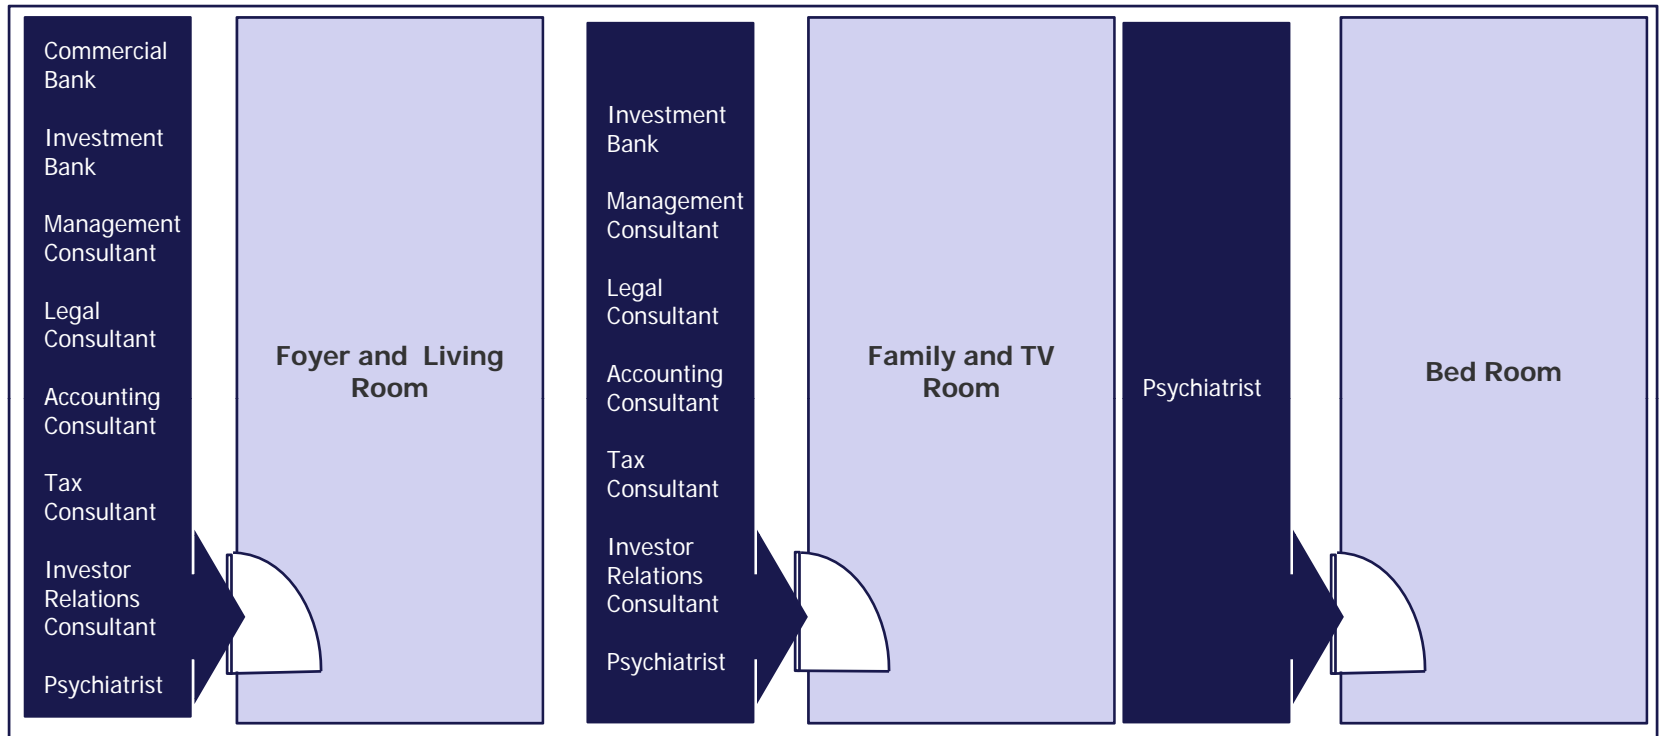 Commercial
Bank
Investment
Bank
Management
Consultant
Legal
Consultant
Accounting
Consultant
Tax
Consultant
Investor
Relations
Consultant
Psychiatrist
Foyer and Living
Room
Investment
Bank
Management
Consultant
Legal
Consultant
Accounting
Consultant
Tax
Consultant
Investor
Relations
Consultant
Psychiatrist
Family and TV
Room
Psychiatrist
Bed Room